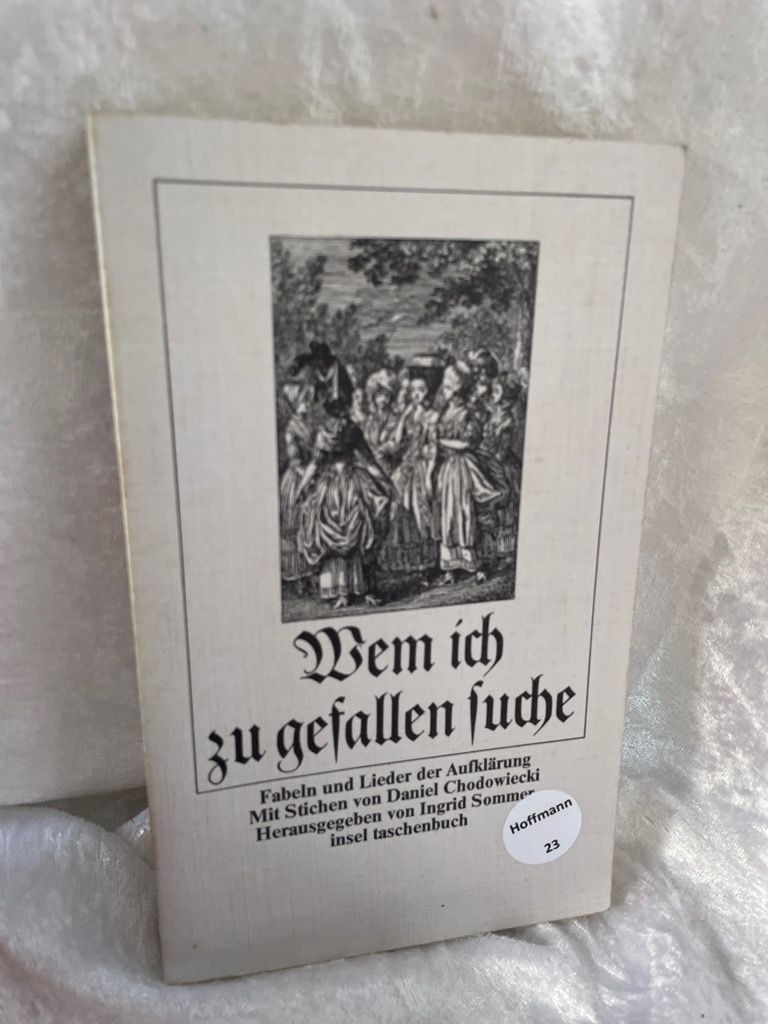 Wem ich
zu gefallen suche
Fabeln und Lieder der Aufklärung
Mit Stichen von Daniel Chodowiecki
Herausgegeben von Ingrid Sommer
insel taschenbuch
Hoffmann
23